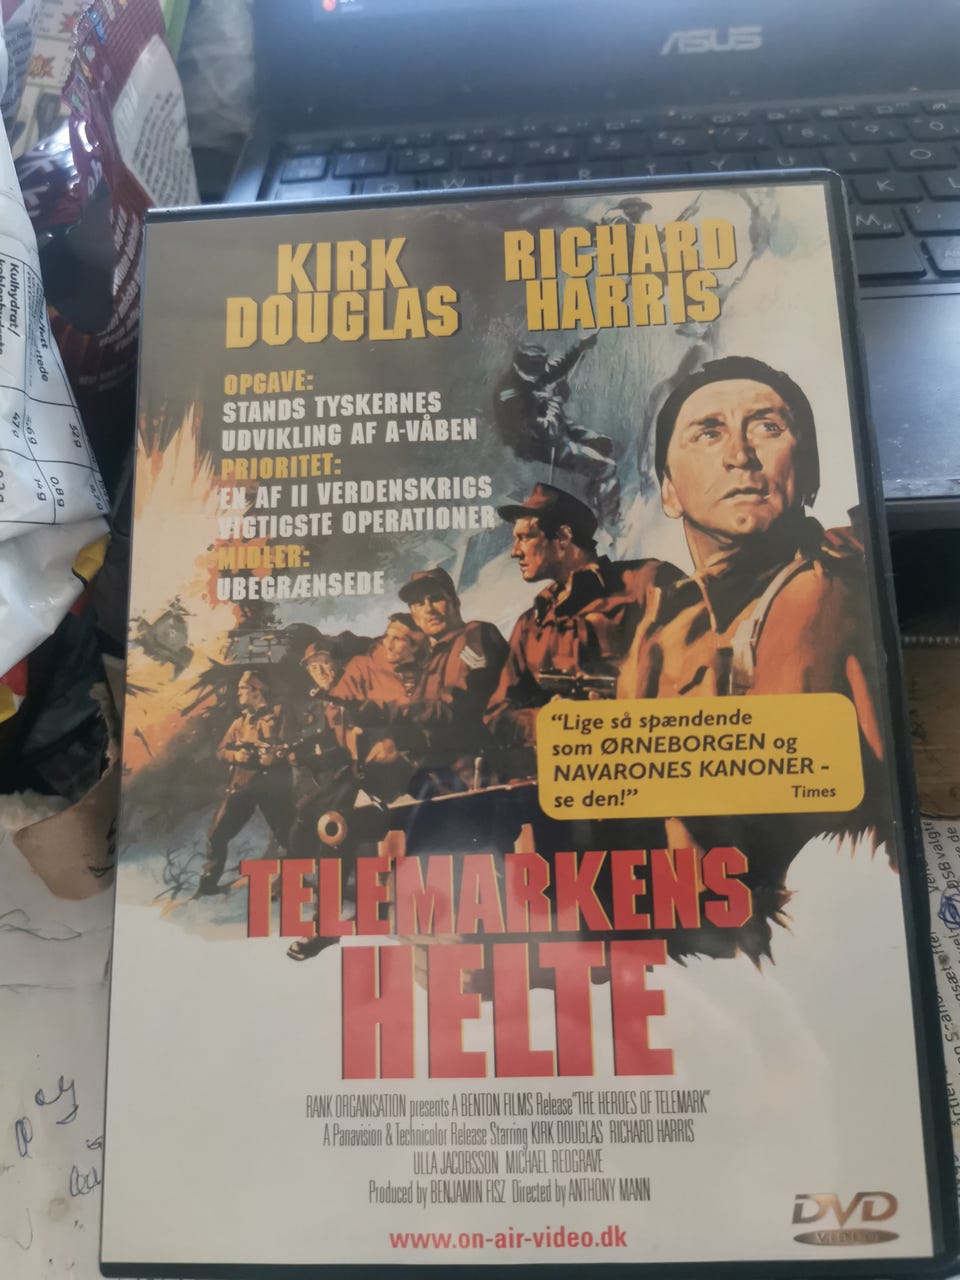 ASUS
KIRK
DOUGLAS
RICHARD
HARRIS
OPGAVE:
STANDS TYSKERNES
UDVIKLING AF A-VÅBEN
PRIORITET:
EN AF II VERDENSKRIGS
VIGTIGSTE OPERATIONER
MIDLER:
UBEGRÆNSEDE
"Lige så spændende
som ØRNEBORGEN og
NAVARONES KANONER -
se den!"
Times
TELEMARKENS
HELTE
RANK ORGANISATION presents A BENTON FILMS Release "THE HEROES OF TELEMARK"
A Panavision & Technicolor Release Starring KIRK DOUGLAS RICHARD HARRIS
ULLA JACOBSSON MICHAEL REDGRAVE
Produced by BENJAMIN FISZ Directed by ANTHONY MANN
www.on-air-video.dk
DVD
VIDEO
Kulhydrat/